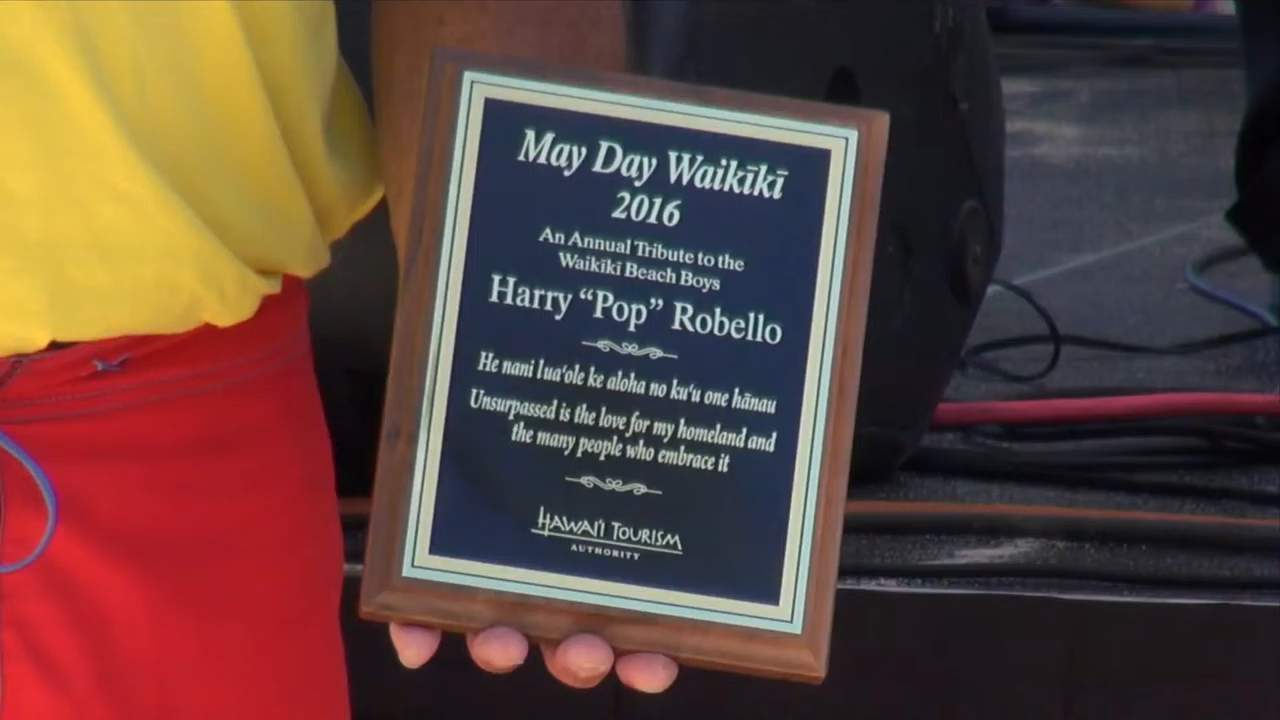 May Day Waikīkī
2016
An Annual Tribute to the
Waikīkī Beach Boys
Harry “Pop” Robello
He nani lua‘ole ke aloha no ku‘u one hānau
Unsurpassed is the love for my homeland and
the many people who embrace it
HAWAI‘I TOURISM
AUTHORITY